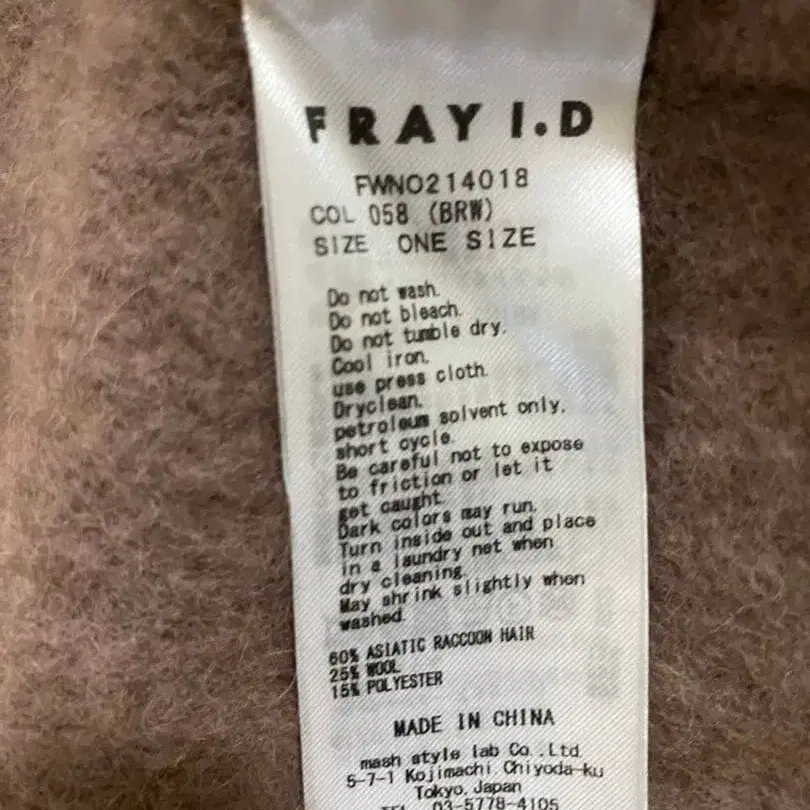 FRAY I.D
FWNO214018
COL 058 (BRW)
SIZE ONE SIZE
Do not wash.
Do not bleach.
Do not tumble dry.
Cool iron.
use press cloth.
Dryclean.
petroleum solvent only.
short cycle.
Be careful not to expose
to friction or let it
get caught.
Dark colors may run.
Turn inside out and place
in a laundry net when
dry cleaning.
May shrink slightly when
washed.
60% ASIATIC RACCOON HAIR
25% WOOL
15% POLYESTER
MADE IN CHINA
mash style lab Co.,Ltd.
5-7-1 Kojimachi Chiyoda-ku
Tokyo, Japan
TEL 03-5778-4105